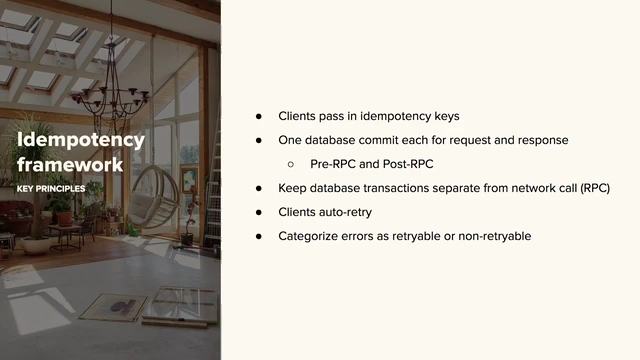 Idempotency
framework
KEY PRINCIPLES
● Clients pass in idempotency keys
● One database commit each for request and response
○ Pre-RPC and Post-RPC
● Keep database transactions separate from network call (RPC)
● Clients auto-retry
● Categorize errors as retryable or non-retryable